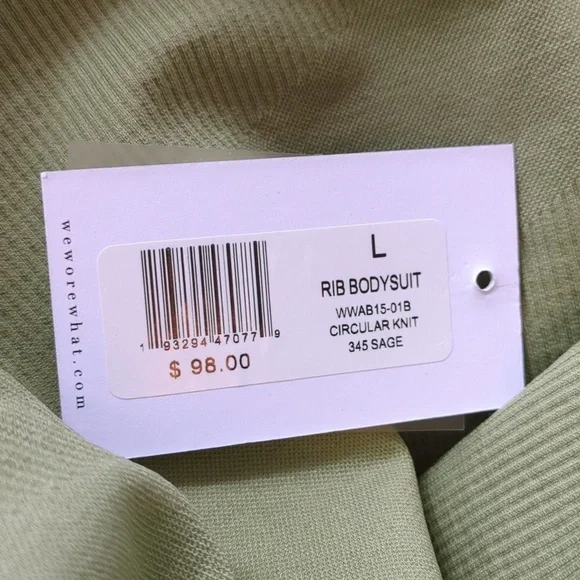 weworewhat.com
L
RIB BODYSUIT
WWAB15-01B
CIRCULAR KNIT
345 SAGE
1 93294 47077 9
$ 98.00